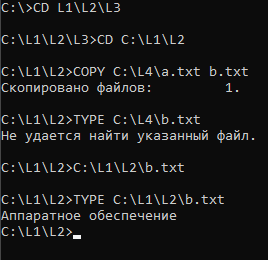 C:\>CD L1\L2\L3
C:\L1\L2\L3>CD C:\L1\L2
C:\L1\L2>COPY C:\L4\a.txt b.txt
Скопировано файлов:         1.
C:\L1\L2>TYPE C:\L4\b.txt
Не удается найти указанный файл.
C:\L1\L2>C:\L1\L2\b.txt
C:\L1\L2>TYPE C:\L1\L2\b.txt
Аппаратное обеспечение
C:\L1\L2>